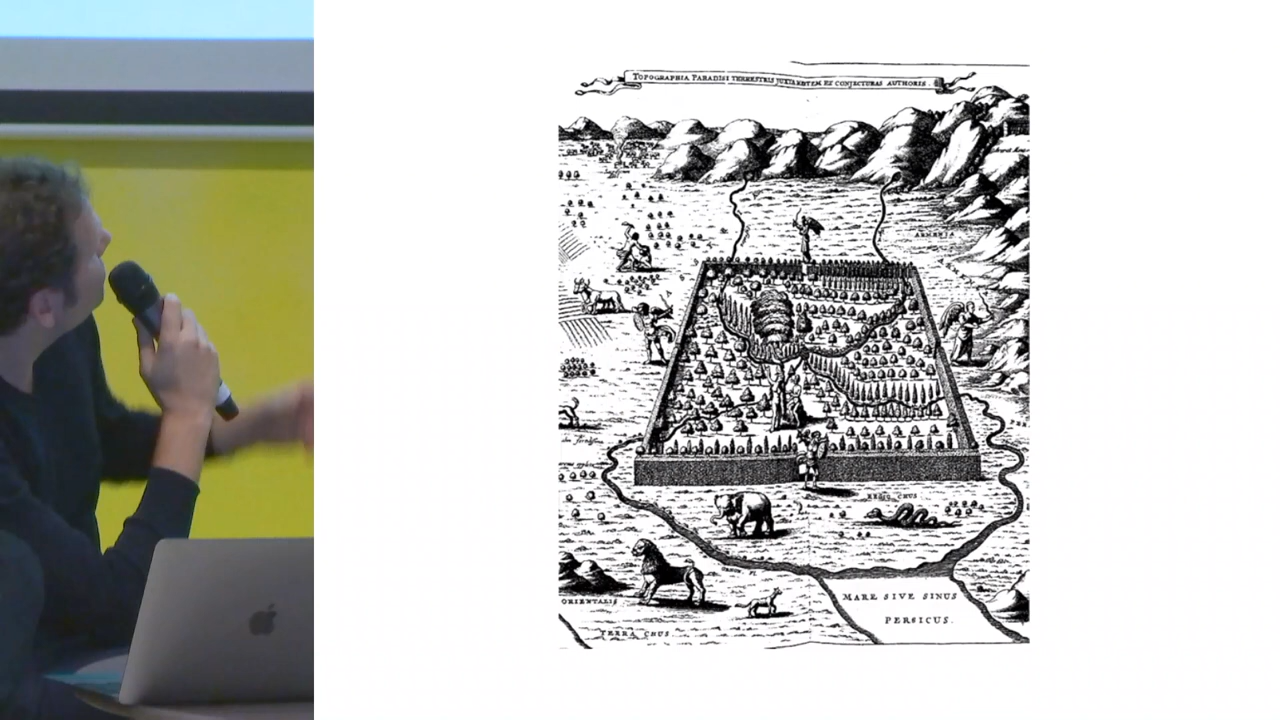 TOPOGRAPHIA PARADISI TERRESTRIS JUXTA MENTEM ET CONJECTURAS AUTHORIS.
ARMENIA
REGIO CHUS
ORIENTALIS
MARE SIVE SINUS
PERSICUS.
TERRA CHUS